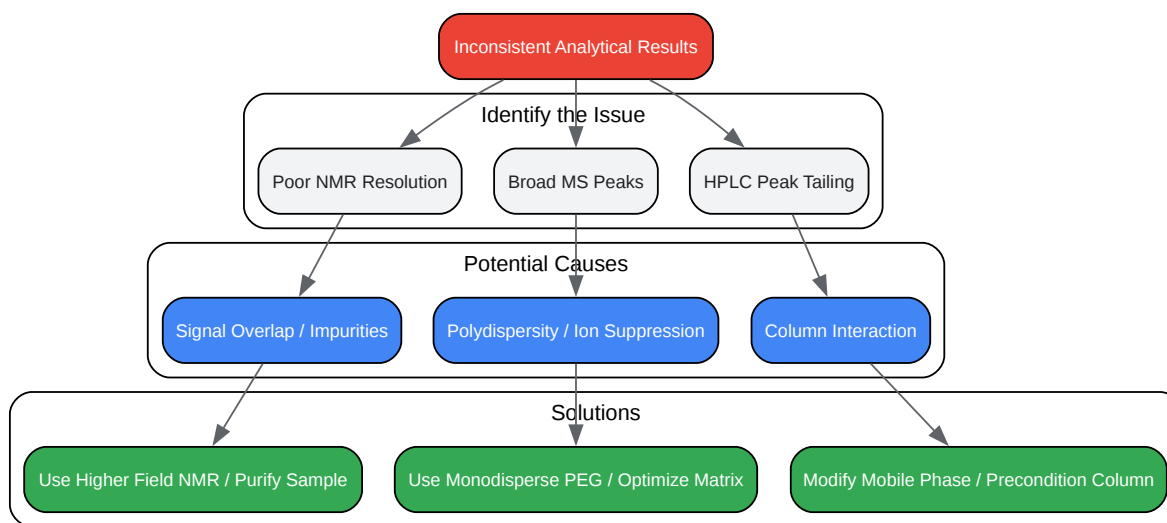 Inconsistent Analytical Results
Identify the Issue
Poor NMR Resolution
Broad MS Peaks
HPLC Peak Tailing
Potential Causes
Signal Overlap / Impurities
Polydispersity / Ion Suppression
Column Interaction
Solutions
Use Higher Field NMR / Purify Sample
Use Monodisperse PEG / Optimize Matrix
Modify Mobile Phase / Precondition Column